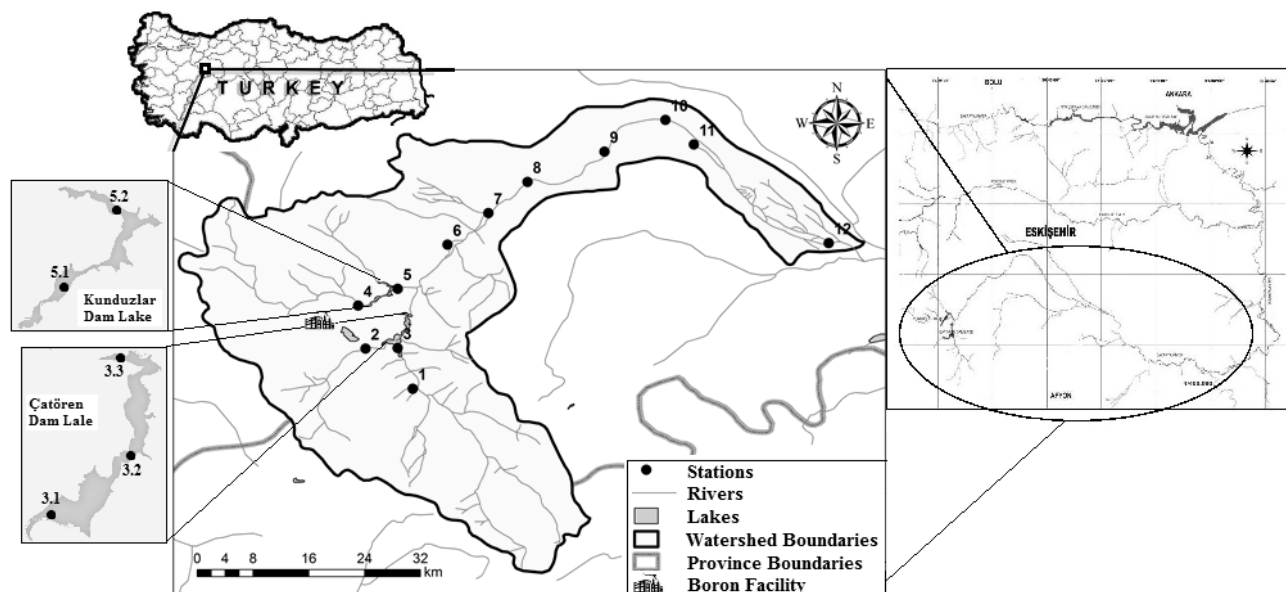 TURKEY
N
W
E
S
10
11
9
8
7
6
12
5
4
2
3
1
5.2
5.1
Kunduzlar
Dam Lake
3.3
Çatören
Dam Lale
3.2
3.1
0 4 8 16 24 32
km
Stations
Rivers
Lakes
Watershed Boundaries
Province Boundaries
Boron Facility
BOLU
ANKARA
ESKİŞEHİR
AFYON